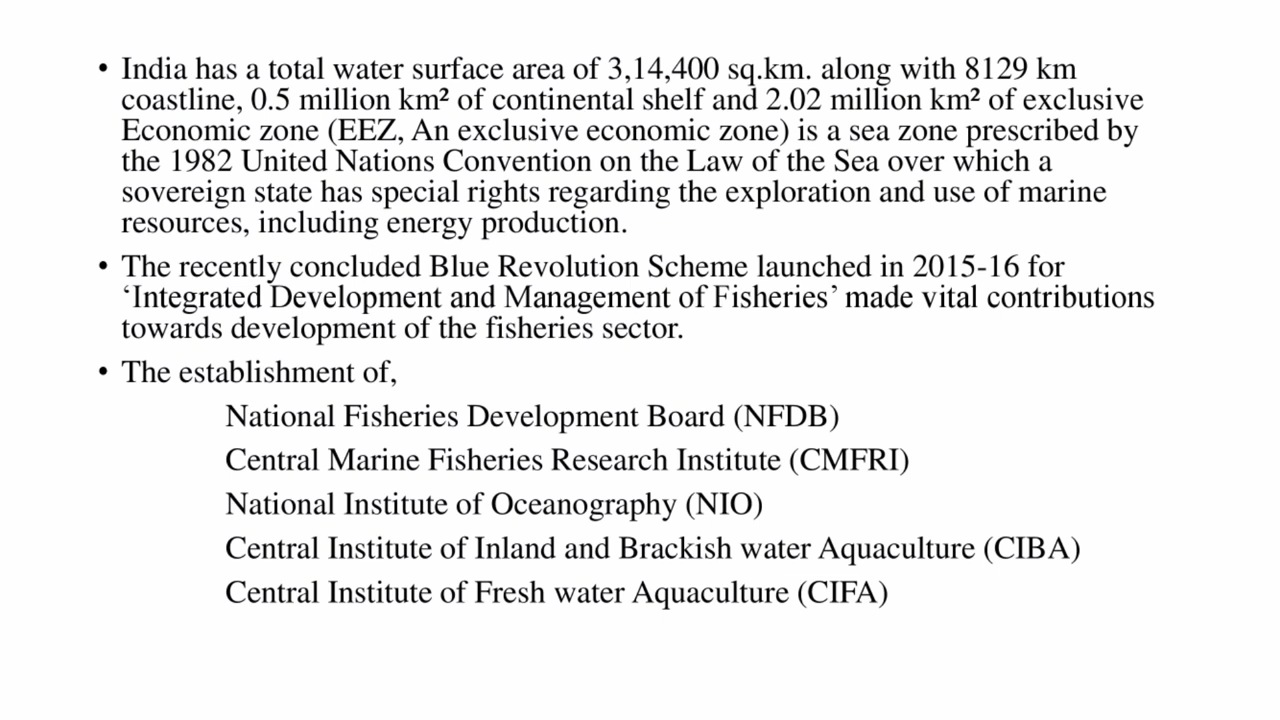 • India has a total water surface area of 3,14,400 sq.km. along with 8129 km
coastline, 0.5 million km² of continental shelf and 2.02 million km² of exclusive
Economic zone (EEZ, An exclusive economic zone) is a sea zone prescribed by
the 1982 United Nations Convention on the Law of the Sea over which a
sovereign state has special rights regarding the exploration and use of marine
resources, including energy production.
• The recently concluded Blue Revolution Scheme launched in 2015-16 for
‘Integrated Development and Management of Fisheries’ made vital contributions
towards development of the fisheries sector.
• The establishment of,
National Fisheries Development Board (NFDB)
Central Marine Fisheries Research Institute (CMFRI)
National Institute of Oceanography (NIO)
Central Institute of Inland and Brackish water Aquaculture (CIBA)
Central Institute of Fresh water Aquaculture (CIFA)